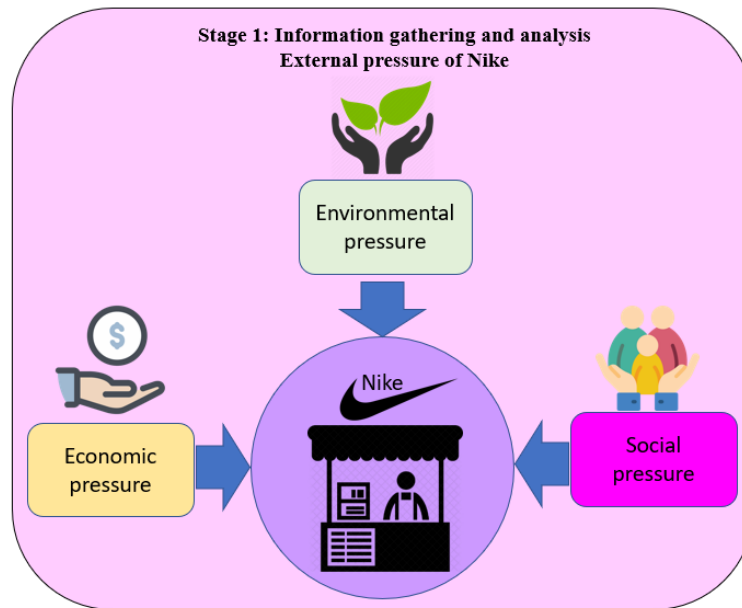 Stage 1: Information gathering and analysis
External pressure of Nike
Environmental
pressure
$
Nike
Economic
pressure
Social
pressure